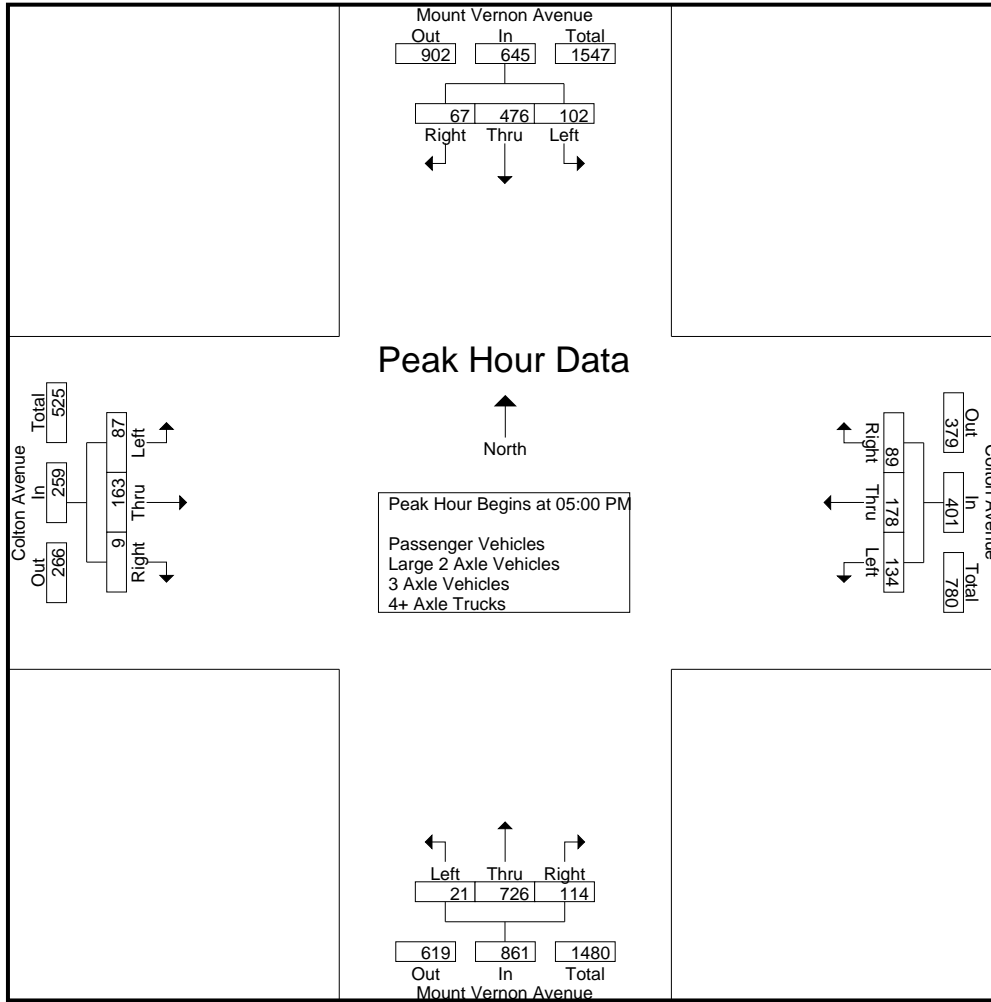 Mount Vernon Avenue
Out In Total
902 645 1547
67 476 102
Right Thru Left
Peak Hour Data
North
Peak Hour Begins at 05:00 PM
Passenger Vehicles
Large 2 Axle Vehicles
3 Axle Vehicles
4+ Axle Trucks
Colton Avenue
Out In Total
266 259 525
9 163 87
Right Thru Left
Colton Avenue
Out In Total
379 401 780
89 178 134
Right Thru Left
Left Thru Right
21 726 114
619 861 1480
Out In Total
Mount Vernon Avenue